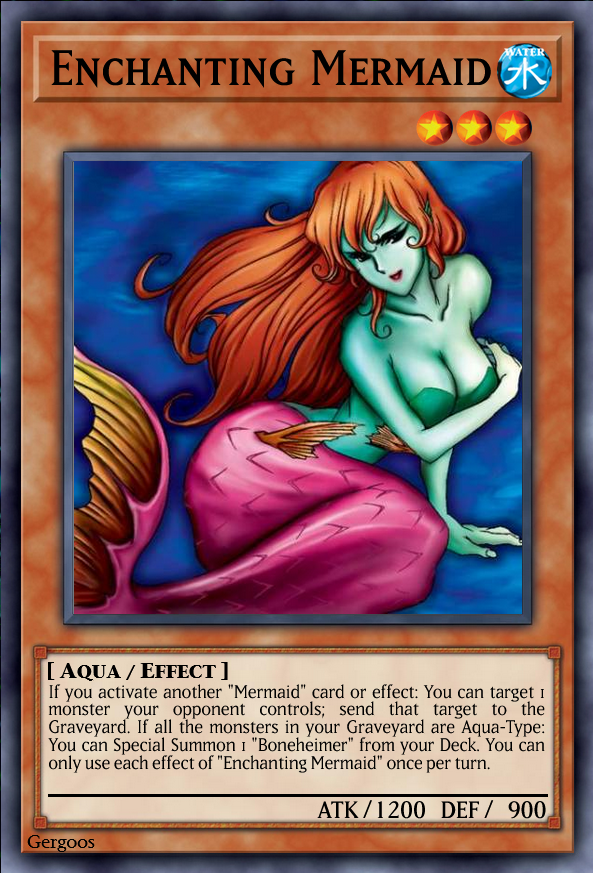 Enchanting Mermaid
WATER
水
[ Aqua / Effect ]
If you activate another "Mermaid" card or effect: You can target 1
monster your opponent controls; send that target to the
Graveyard. If all the monsters in your Graveyard are Aqua-Type:
You can Special Summon 1 "Boneheimer" from your Deck. You can
only use each effect of "Enchanting Mermaid" once per turn.
ATK / 1200 DEF / 900
Gergoos